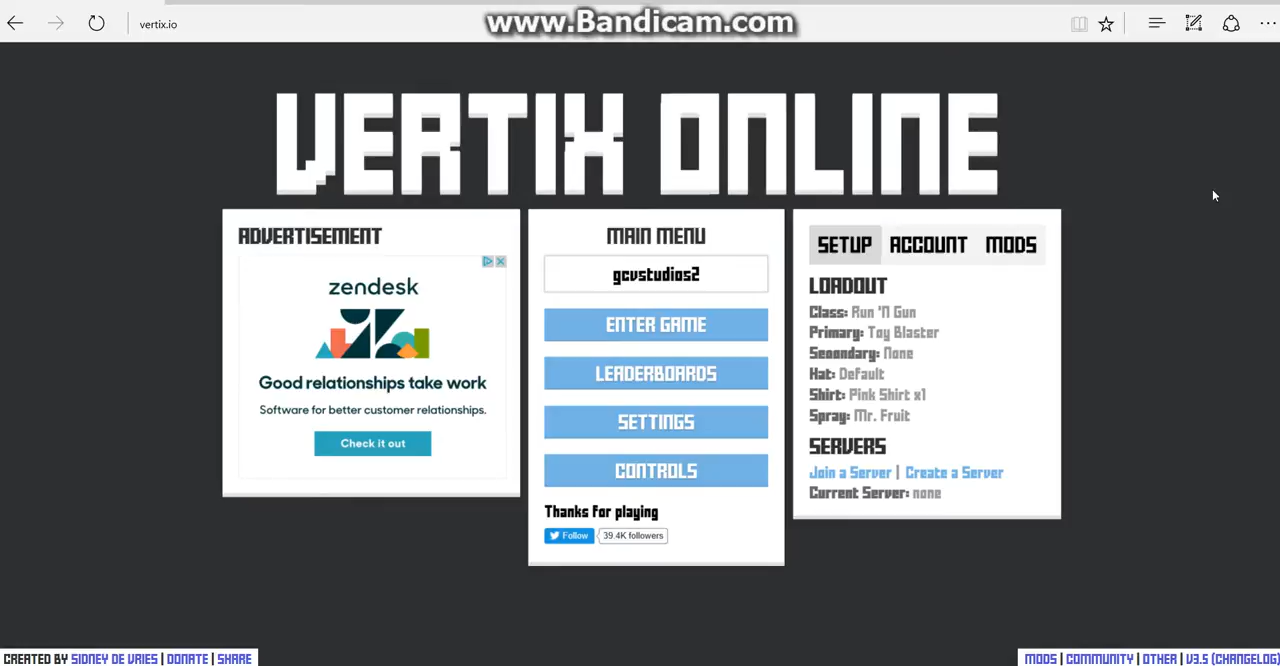 www.Bandicam.com
vertix.io
VERTIX ONLINE
ADVERTISEMENT
zendesk
Good relationships take work
Software for better customer relationships.
Check it out
MAIN MENU
gcvstudios2
ENTER GAME
LEADERBOARDS
SETTINGS
CONTROLS
Thanks for playing
Follow 39.4K followers
SETUP ACCOUNT MODS
LOADOUT
Class: Run 'N Gun
Primary: Toy Blaster
Secondary: None
Hat: Default
Shirt: Pink Shirt x1
Spray: Mr. Fruit
SERVERS
Join a Server | Create a Server
Current Server: none
CREATED BY SIDNEY DE VRIES | DONATE | SHARE
MODS | COMMUNITY | OTHER | V3.5 (CHANGELOG)